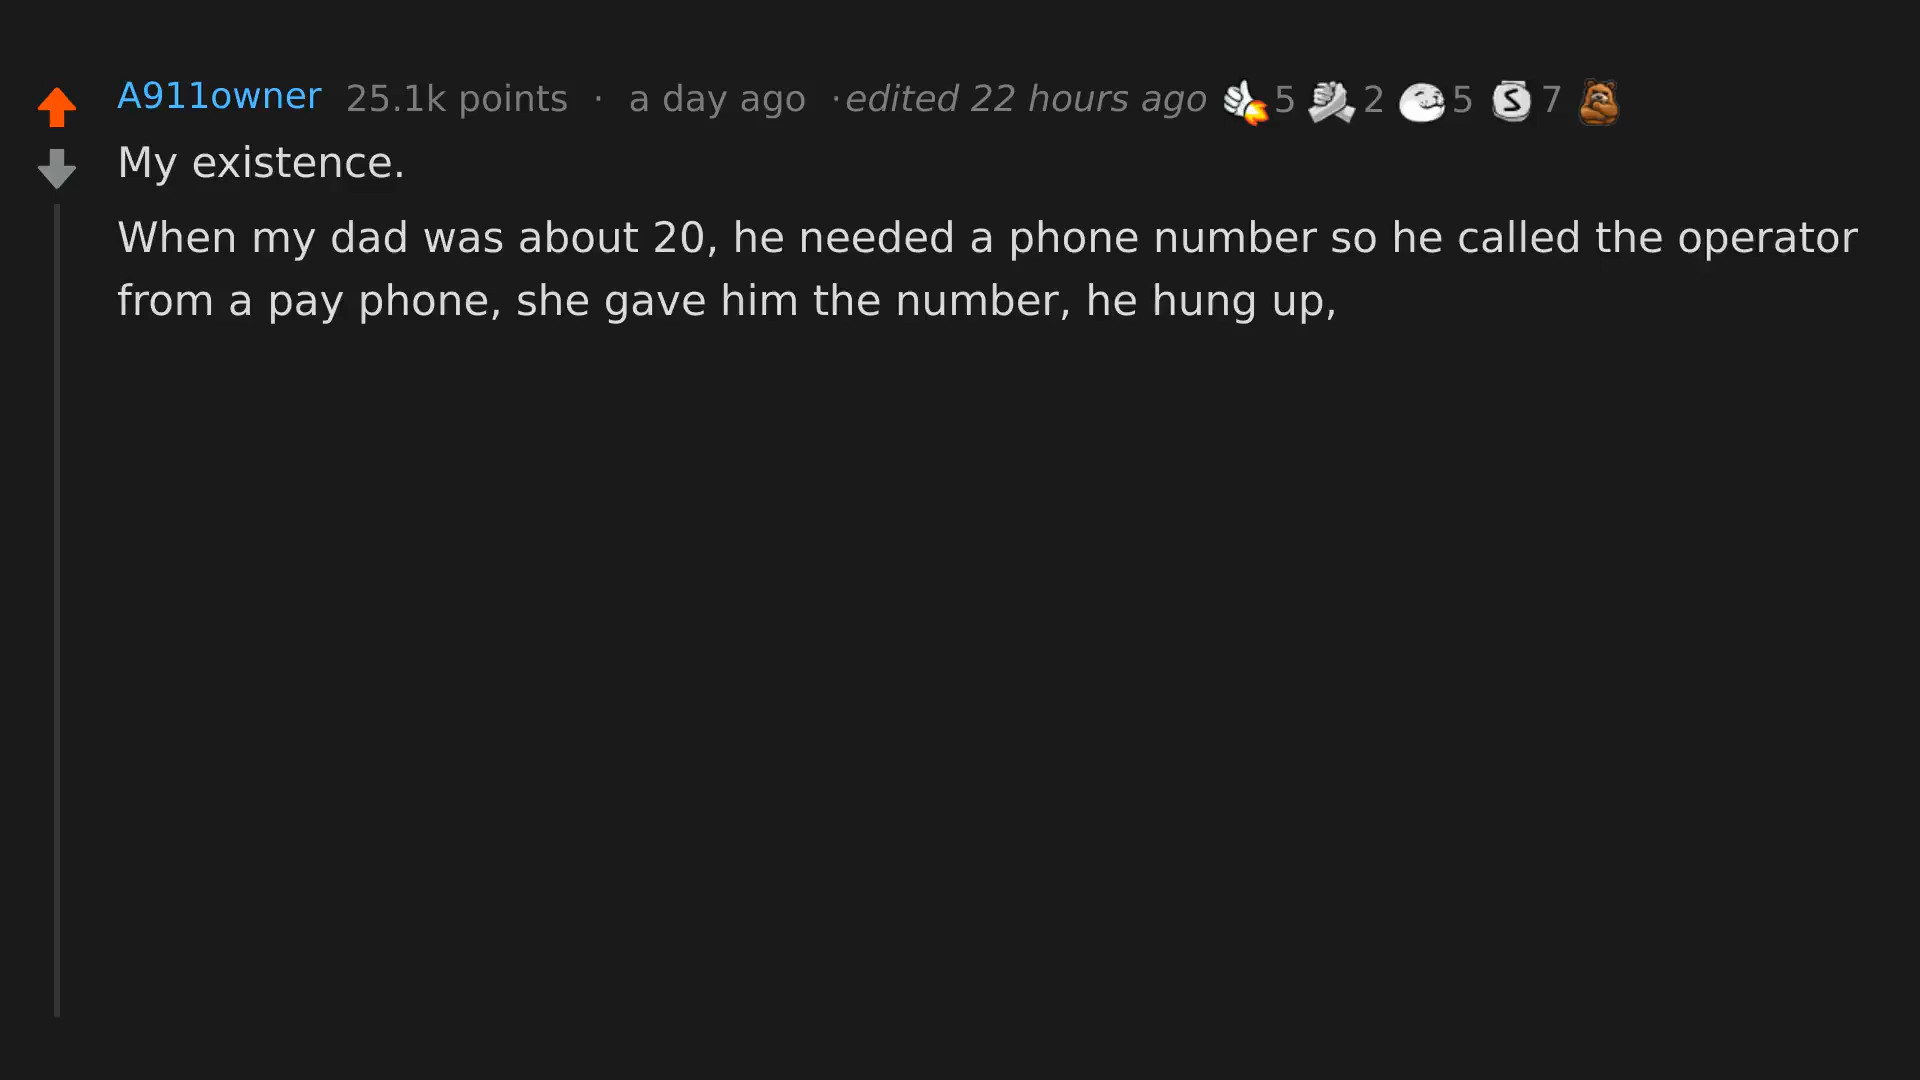 A911owner 25.1k points · a day ago ·edited 22 hours ago 5 2 5 S 7
My existence.
When my dad was about 20, he needed a phone number so he called the operator
from a pay phone, she gave him the number, he hung up,